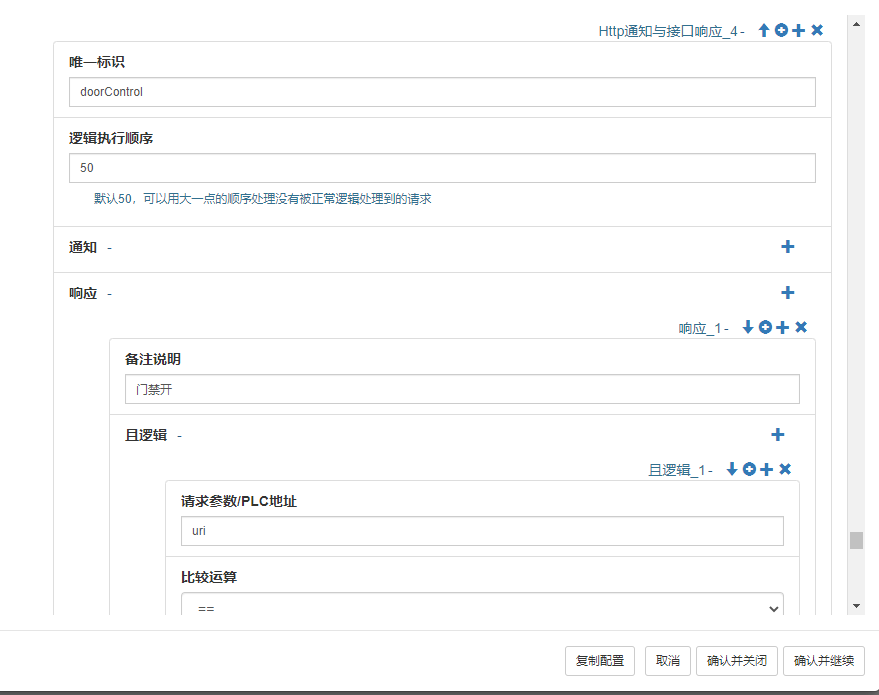 Http通知与接口响应_4-
唯一标识
doorControl
逻辑执行顺序
50
默认50，可以用大一点的顺序处理没有被正常逻辑处理到的请求
通知 -
响应 -
响应_1-
备注说明
门禁开
且逻辑 -
且逻辑_1-
请求参数/PLC地址
uri
比较运算
==
复制配置 取消 确认并关闭 确认并继续